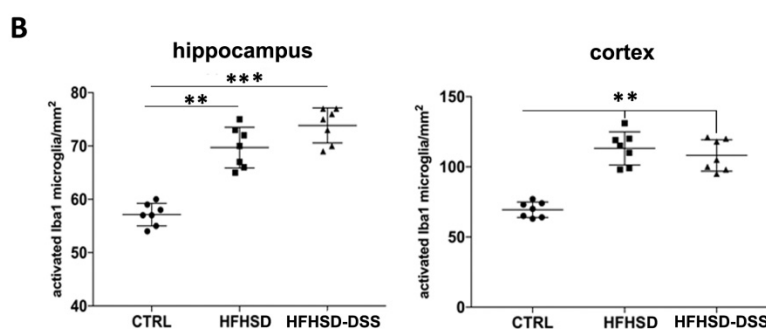 B
hippocampus
activated Iba1 microglia/mm²
80
70
60
50
40
***
**
CTRL HFHSD HFHSD-DSS
cortex
activated Iba1 microglia/mm²
150
100
50
0
**
CTRL HFHSD HFHSD-DSS